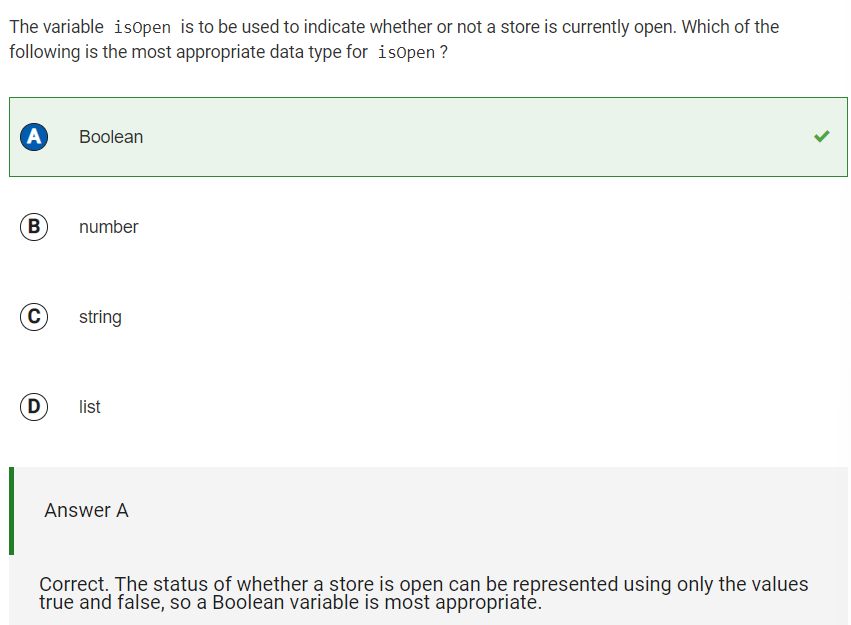 The variable isOpen is to be used to indicate whether or not a store is currently open. Which of the
following is the most appropriate data type for isOpen ?
A Boolean
B number
C string
D list
Answer A
Correct. The status of whether a store is open can be represented using only the values
true and false, so a Boolean variable is most appropriate.